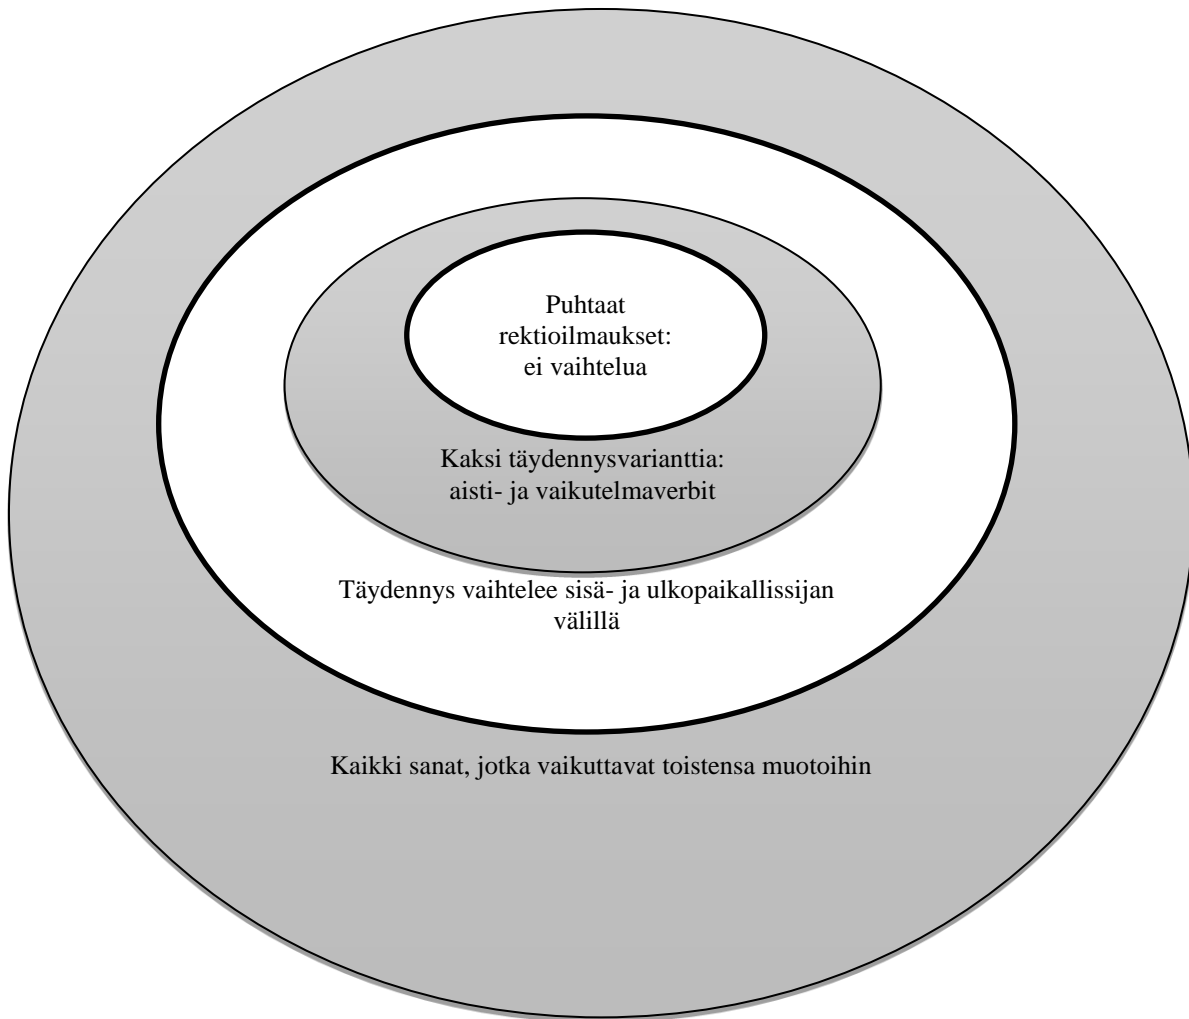 Puhtaat
rektioilmaukset:
ei vaihtelua
Kaksi täydennysvarianttia:
aisti- ja vaikutelmaverbit
Täydennys vaihtelee sisä- ja ulkopaikallissijan
välillä
Kaikki sanat, jotka vaikuttavat toistensa muotoihin